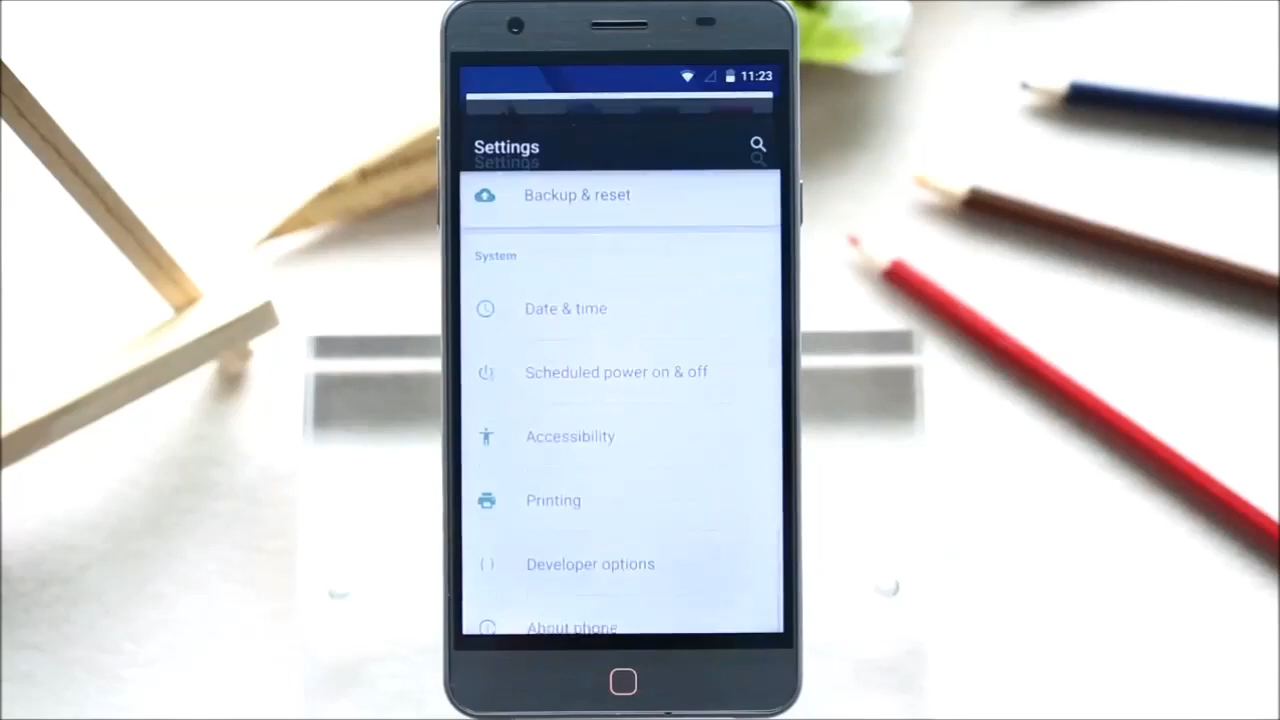 11:23
Settings
Settings
Backup & reset
System
Date & time
Scheduled power on & off
Accessibility
Printing
Developer options
About phone